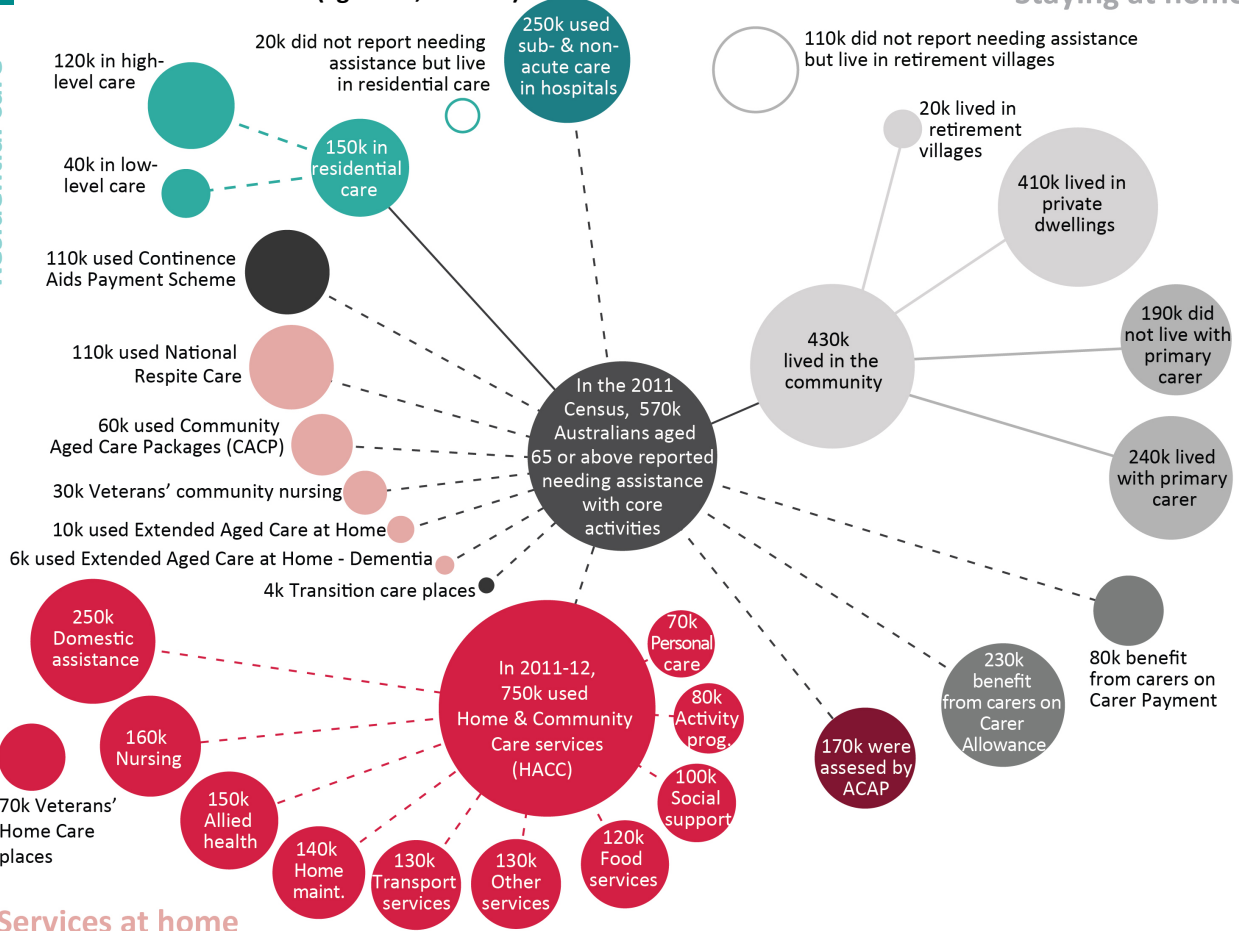 120k in high-
level care
20k did not report needing
assistance but live
in residential care
250k used
sub- & non-
acute care
in hospitals
110k did not report needing assistance
but live in retirement villages
20k lived in
retirement
villages
40k in low-
level care
150k in
residential
care
410k lived in
private
dwellings
110k used Continence
Aids Payment Scheme
190k did
not live with
primary
carer
430k
lived in the
community
110k used National
Respite Care
In the 2011
Census, 570k
Australians aged
65 or above reported
needing assistance
with core
activities
60k used Community
Aged Care Packages (CACP)
240k lived
with primary
carer
30k Veterans’ community nursing
10k used Extended Aged Care at Home
6k used Extended Aged Care at Home - Dementia
4k Transition care places
250k
Domestic
assistance
In 2011-12,
750k used
Home & Community
Care services
(HACC)
70k
Personal
care
80k
Activity
prog.
100k
Social
support
120k
Food
services
130k
Other
services
130k
Transport
services
140k
Home
maint.
150k
Allied
health
160k
Nursing
70k Veterans’
Home Care
places
170k were
assesed by
ACAP
230k
benefit
from carers on
Carer
Allowance
80k benefit
from carers on
Carer Payment
Services at home